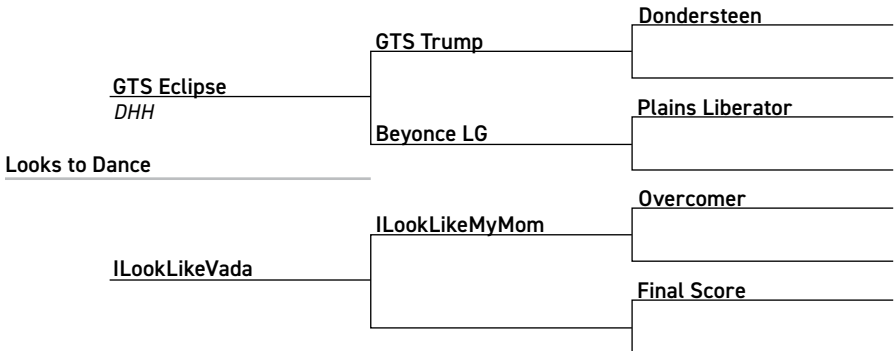 Dondersteen
GTS Trump
GTS Eclipse
DHH
Plains Liberator
Beyonce LG
Looks to Dance
Overcomer
ILookLikeMyMom
ILookLikeVada
Final Score